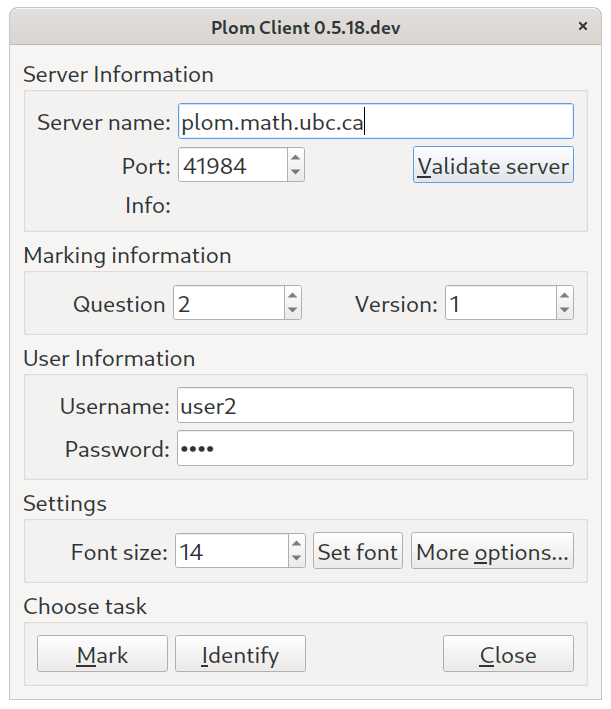 Plom Client 0.5.18.dev ×
Server Information
Server name: plom.math.ubc.ca
Port: 41984 Validate server
Info:
Marking information
Question 2 Version: 1
User Information
Username: user2
Password: ••••
Settings
Font size: 14 Set font More options...
Choose task
Mark Identify Close